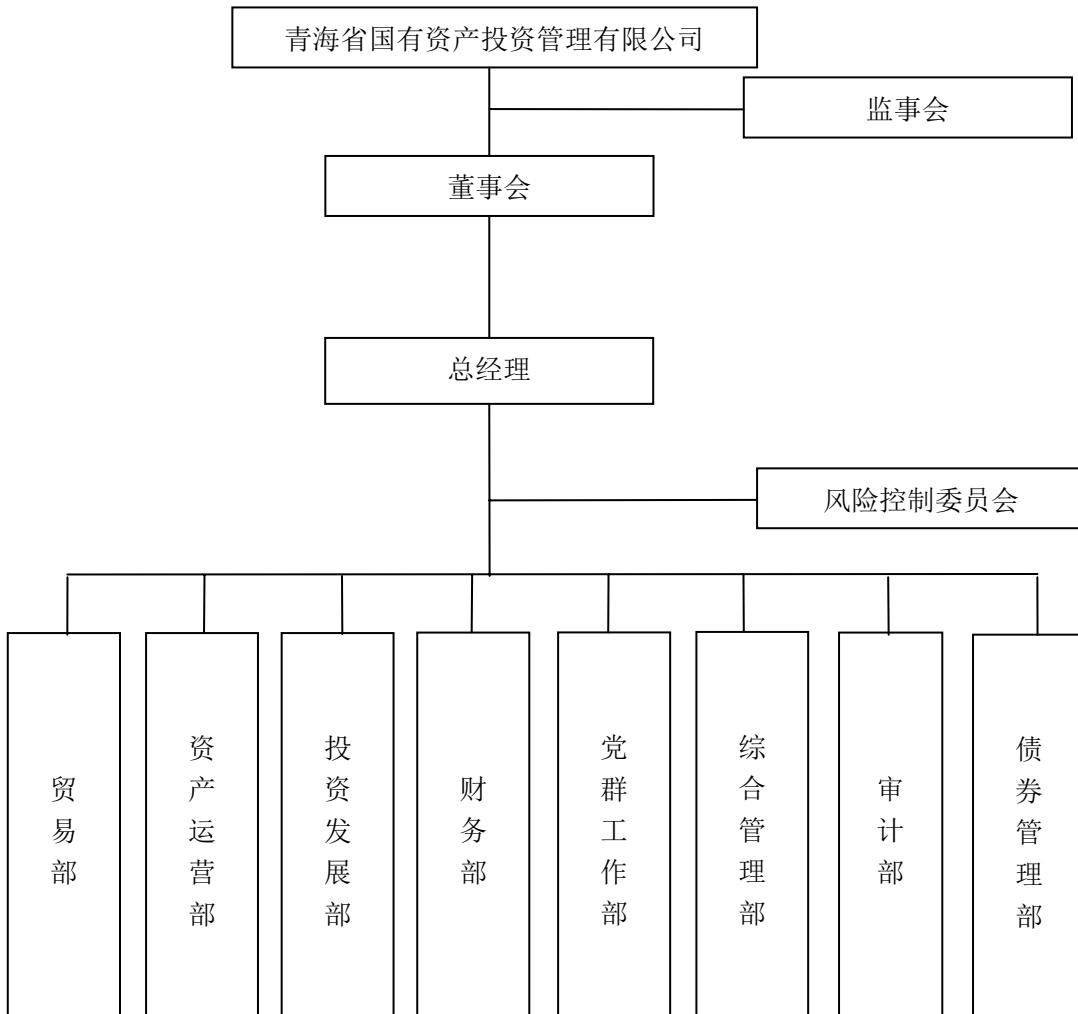 青海省国有资产投资管理有限公司
监事会
董事会
总经理
风险控制委员会
贸易部
资产运营部
投资发展部
财务部
党群工作部
综合管理部
审计部
债券管理部